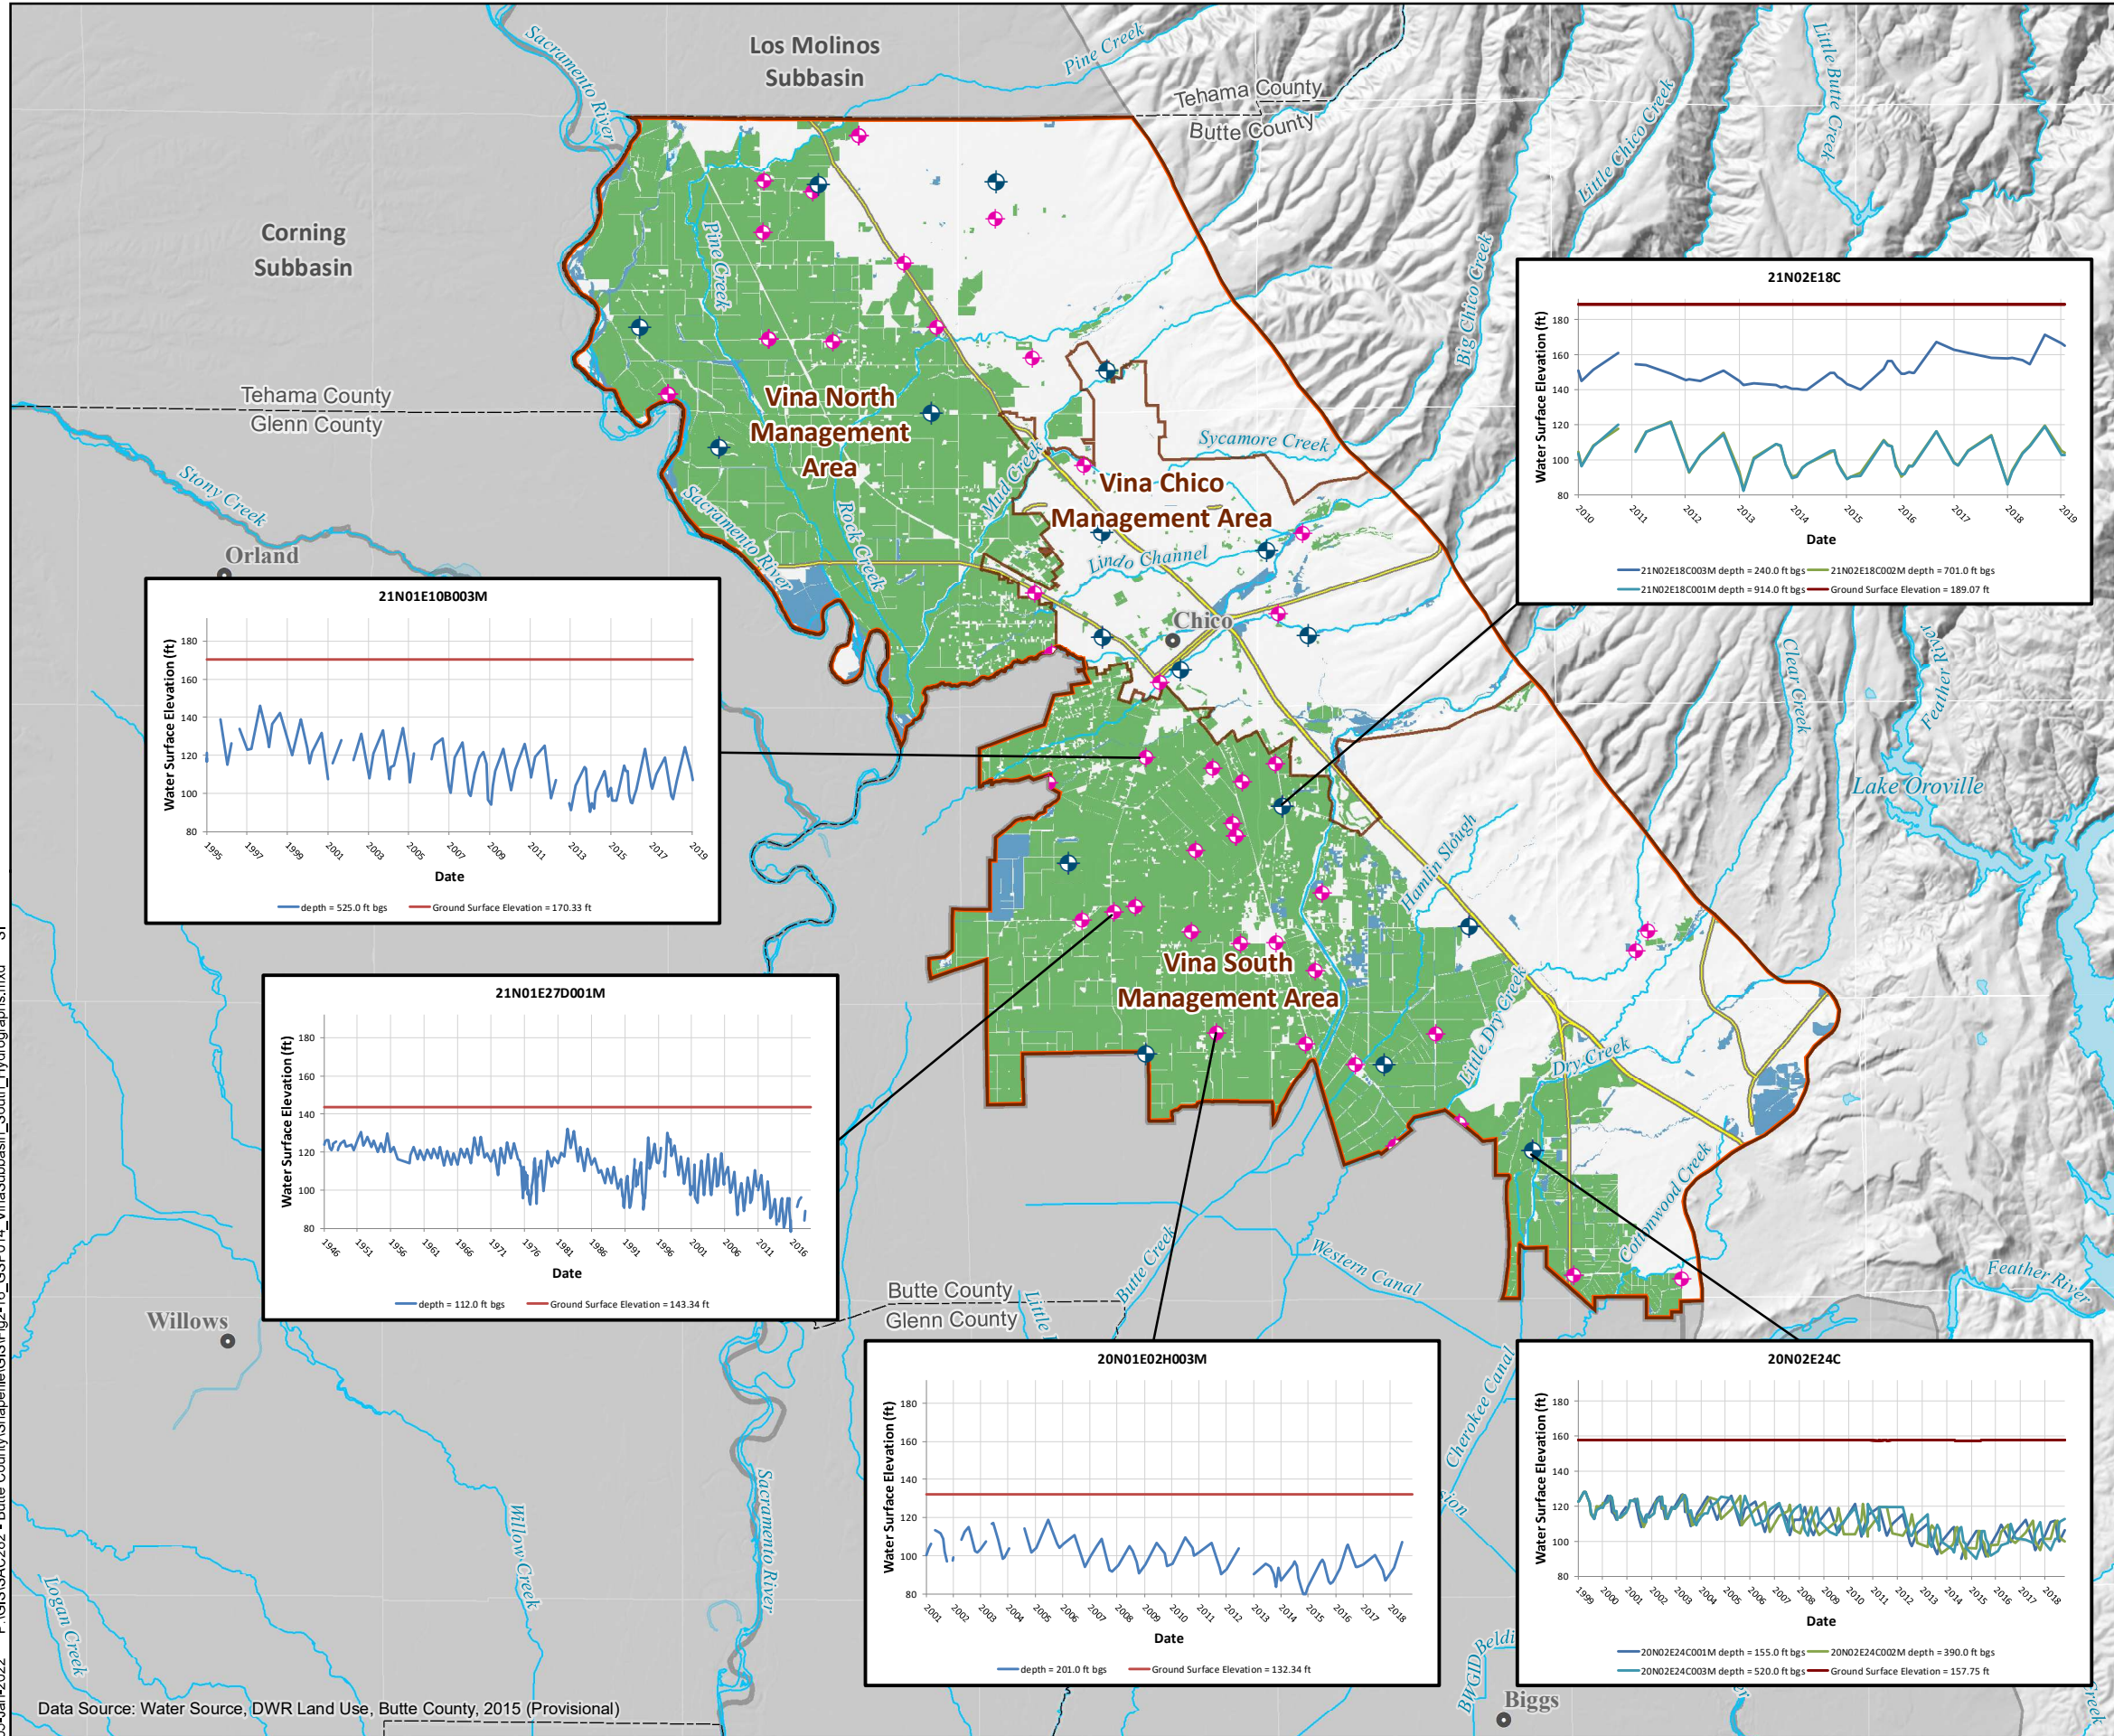 Los Molinos
Subbasin
Sacramento River
Pine Creek
Tehama County
Butte County
Little Chico Creek
Little Butte Creek
Big Chico Creek
Corning
Subbasin
Pine Creek
Tehama County
Glenn County
Vina North
Management
Area
Sycamore Creek
Mud Creek
Vina Chico
Management Area
Stony Creek
Sacramento River
Rock Creek
Lindo Channel
Orland
Chico
21N02E18C
Water Surface Elevation (ft)
180
160
140
120
100
80
2010
2011
2012
2013
2014
2015
2016
2017
2018
2019
Date
21N02E18C003M depth = 240.0 ft bgs
21N02E18C002M depth = 701.0 ft bgs
21N02E18C001M depth = 914.0 ft bgs
Ground Surface Elevation = 189.07 ft
21N01E10B003M
Water Surface Elevation (ft)
180
160
140
120
100
80
1995
1997
1999
2001
2003
2005
2007
2009
2011
2013
2015
2017
2019
Date
depth = 525.0 ft bgs
Ground Surface Elevation = 170.33 ft
Clear Creek
Feather River
Lake Oroville
Hamlin Slough
Vina South
Management Area
Little Dry Creek
Dry Creek
Cottonwood Creek
21N01E27D001M
Water Surface Elevation (ft)
180
160
140
120
100
80
1946
1951
1956
1961
1966
1971
1976
1981
1986
1991
1996
2001
2006
2011
2016
Date
depth = 112.0 ft bgs
Ground Surface Elevation = 143.34 ft
Butte County
Glenn County
Little
Butte Creek
Western Canal
Feather River
Willows
Cherokee Canal
Sacramento River
Willow Creek
Logan Creek
20N01E02H003M
Water Surface Elevation (ft)
180
160
140
120
100
80
2001
2002
2003
2004
2005
2006
2007
2008
2009
2010
2011
2012
2013
2014
2015
2016
2017
2018
Date
depth = 201.0 ft bgs
Ground Surface Elevation = 132.34 ft
20N02E24C
Water Surface Elevation (ft)
180
160
140
120
100
80
1999
2000
2001
2002
2003
2004
2005
2006
2007
2008
2009
2010
2011
2012
2013
2014
2015
2016
2017
2018
Date
20N02E24C001M depth = 155.0 ft bgs
20N02E24C002M depth = 390.0 ft bgs
20N02E24C003M depth = 520.0 ft bgs
Ground Surface Elevation = 157.75 ft
Biggs
Creek
Data Source: Water Source, DWR Land Use, Butte County, 2015 (Provisional)